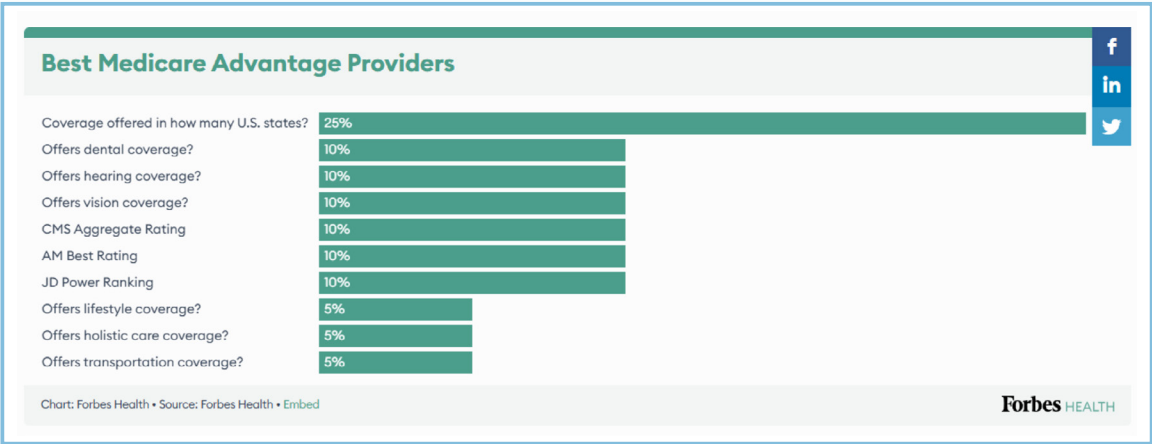 Best Medicare Advantage Providers
f
in
Coverage offered in how many U.S. states? 25%
Offers dental coverage? 10%
Offers hearing coverage? 10%
Offers vision coverage? 10%
CMS Aggregate Rating 10%
AM Best Rating 10%
JD Power Ranking 10%
Offers lifestyle coverage? 5%
Offers holistic care coverage? 5%
Offers transportation coverage? 5%
Chart: Forbes Health • Source: Forbes Health • Embed
Forbes HEALTH